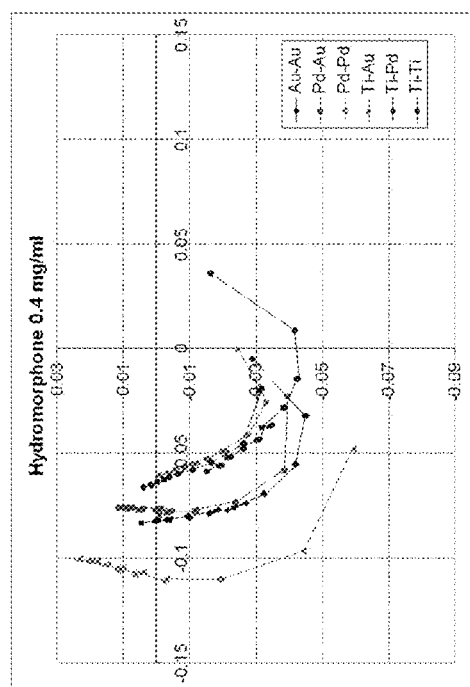 Hydromorphone 0.4 mg/ml
0.03
0.01
-0.01
-0.03
-0.05
-0.07
-0.09
0.15
0.1
0.05
0
-0.05
-0.1
-0.15
Au-Au
Pd-Au
Pd-Pd
Ti-Au
Ti-Pd
Ti-Ti